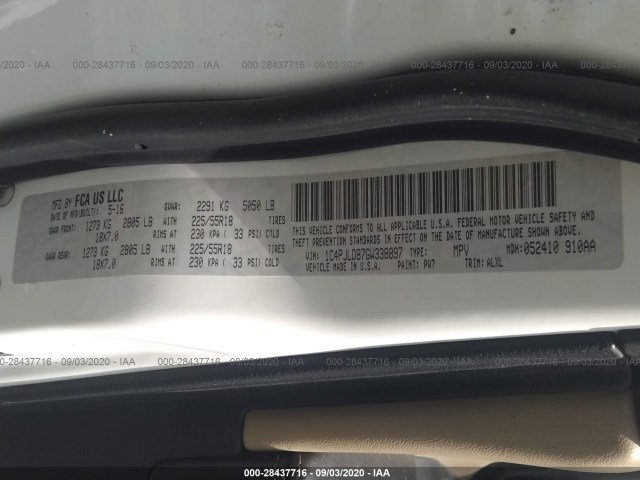 000-28437716 - 09/03/2020 - IAA
MFD BY FCA US LLC
DATE OF MFR(BUILT): 5-16 GVWR: 2291 KG 5050 LB
GAWR FRONT: 1273 KG 2805 LB WITH 225/55R18 TIRES
18X7.0 RIMS AT 230 KPA ( 33 PSI) COLD
GAWR REAR: 1273 KG 2805 LB WITH 225/55R18 TIRES
18X7.0 RIMS AT 230 KPA ( 33 PSI) COLD
THIS VEHICLE CONFORMS TO ALL APPLICABLE U.S.A. FEDERAL MOTOR VEHICLE SAFETY AND
THEFT PREVENTION STANDARDS IN EFFECT ON THE DATE OF MANUFACTURE SHOWN ABOVE.
VIN: 1C4PJLDB7GW338897 TYPE: MPV MDH: 052410 910AA
VEHICLE MADE IN U.S.A. PAINT: PW7 TRIM: ALXL
000-28437716 - 09/03/2020 - IAA
000-28437716 - 09/03/2020 - IAA